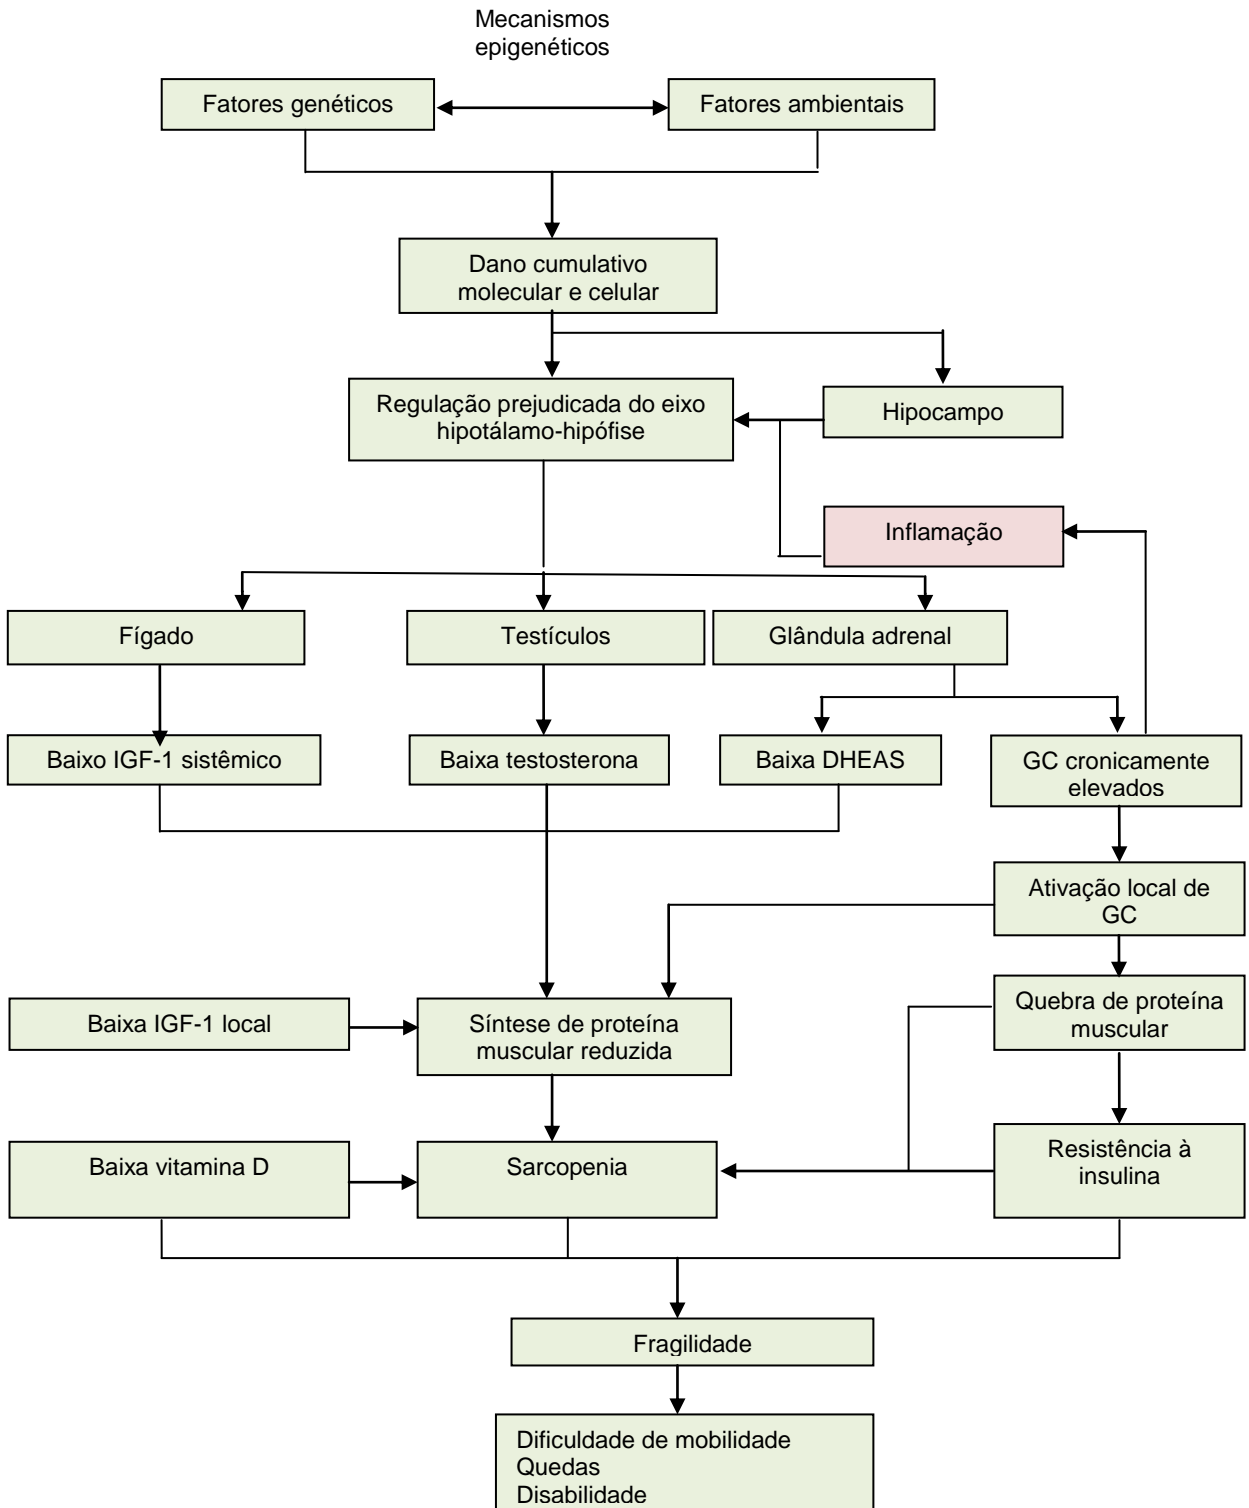 Mecanismos
epigenéticos
Fatores genéticos
Fatores ambientais
Dano cumulativo
molecular e celular
Regulação prejudicada do eixo
hipotálamo-hipófise
Hipocampo
Inflamação
Fígado
Testículos
Glândula adrenal
Baixo IGF-1 sistêmico
Baixa testosterona
Baixa DHEAS
GC cronicamente
elevados
Ativação local de
GC
Baixa IGF-1 local
Síntese de proteína
muscular reduzida
Quebra de proteína
muscular
Baixa vitamina D
Sarcopenia
Resistência à
insulina
Fragilidade
Dificuldade de mobilidade
Quedas
Disabilidade